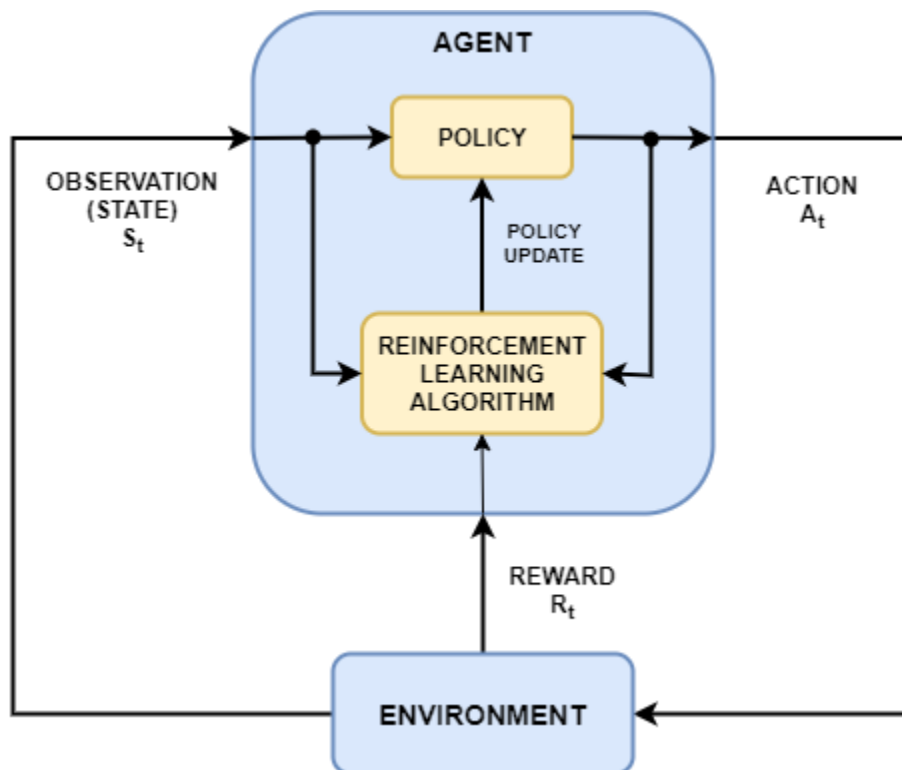 AGENT
POLICY
OBSERVATION
(STATE)
Sₜ
ACTION
Aₜ
POLICY
UPDATE
REINFORCEMENT
LEARNING
ALGORITHM
REWARD
Rₜ
ENVIRONMENT